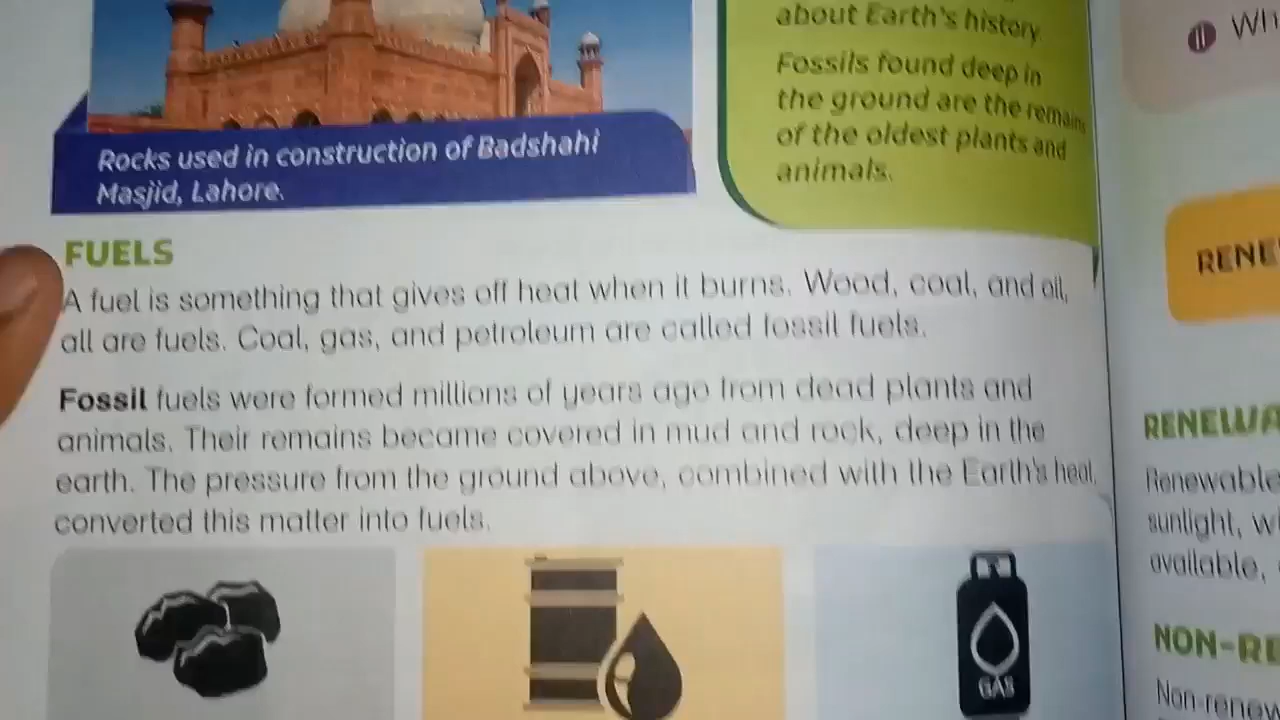 Rocks used in construction of Badshahi
Masjid, Lahore.
about Earth's history.
Fossils found deep in
the ground are the remains
of the oldest plants and
animals.
FUELS
A fuel is something that gives off heat when it burns. Wood, coal, and oil,
all are fuels. Coal, gas, and petroleum are called fossil fuels.
Fossil fuels were formed millions of years ago from dead plants and
animals. Their remains became covered in mud and rock, deep in the
earth. The pressure from the ground above, combined with the Earth's heat,
converted this matter into fuels.
GAS
Renewable
sunlight,
available,